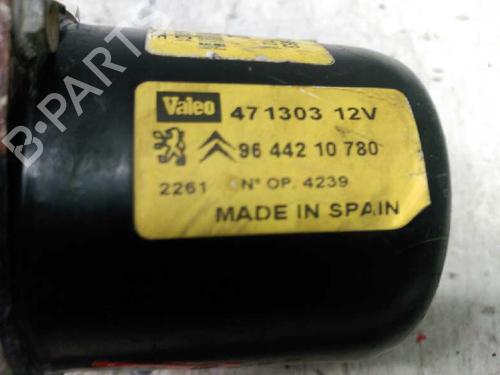 B-PARTS
Valeo 471303 12V
96 442 10 780
2261 N° OP. 4239
MADE IN SPAIN